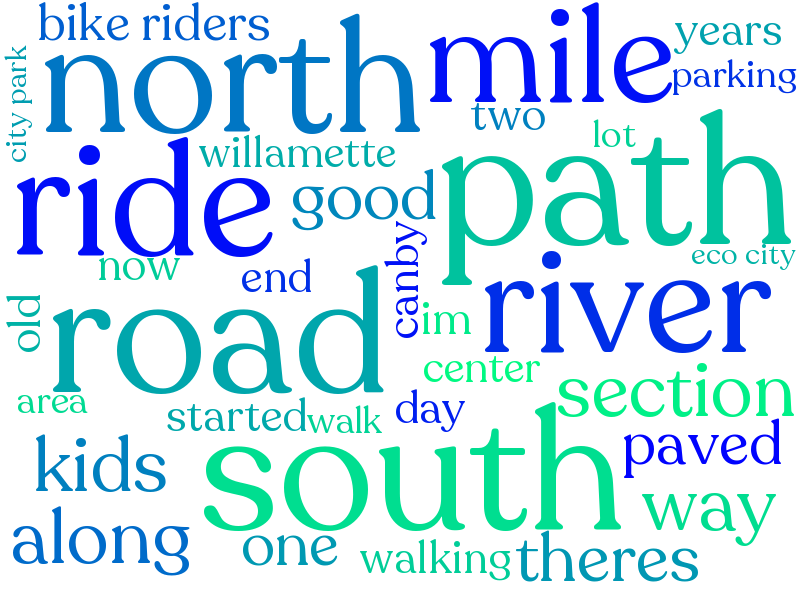 bike riders
north
mile
years
parking
city park
two
lot
willamette
ride
good
path
canby
eco city
now
end
river
old
road
im
center
section
area
started
walk
day
south
paved
kids
way
along
one
walking
theres